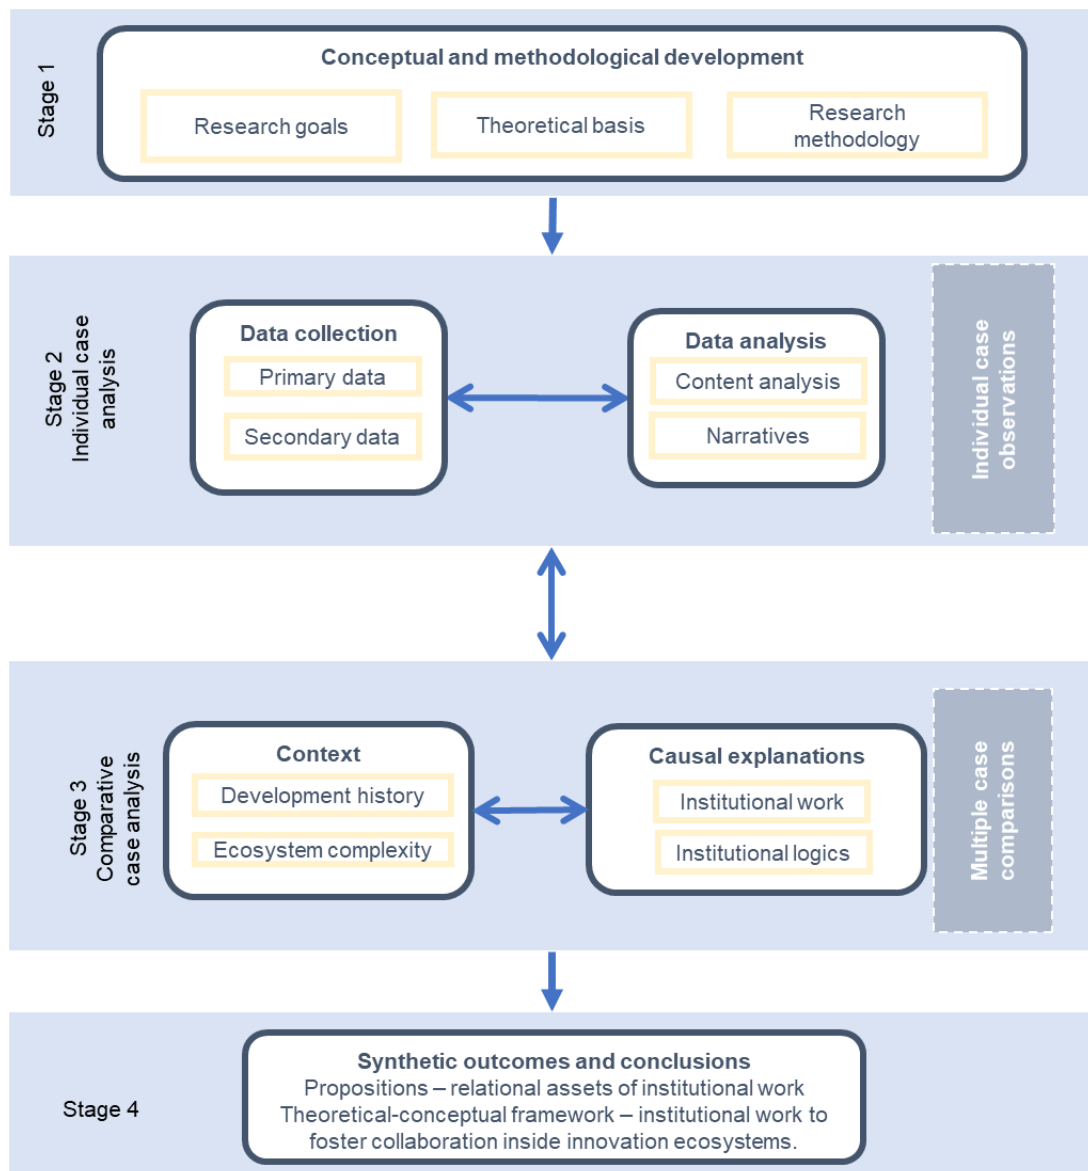 Stage 1
Conceptual and methodological development
Research goals
Theoretical basis
Research
methodology
Stage 2
Individual case
analysis
Data collection
Primary data
Secondary data
Data analysis
Content analysis
Narratives
Individual case
observations
Stage 3
Comparative
case analysis
Context
Development history
Ecosystem complexity
Causal explanations
Institutional work
Institutional logics
Multiple case
comparisons
Stage 4
Synthetic outcomes and conclusions
Propositions – relational assets of institutional work
Theoretical-conceptual framework – institutional work to
foster collaboration inside innovation ecosystems.